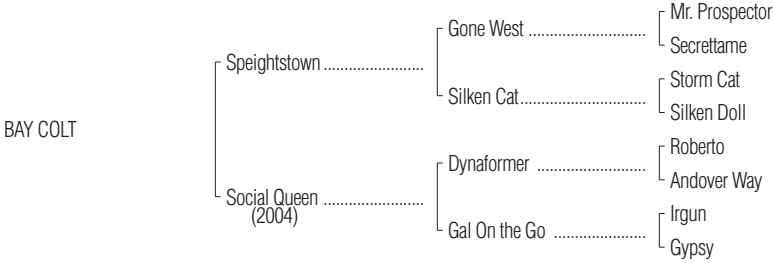 Mr. Prospector
Gone West ..............................
Secrettame
Speightstown .......................
Storm Cat
Silken Cat..............................
Silken Doll
BAY COLT
Roberto
Dynaformer ............................
Andover Way
Social Queen .......................
(2004)
Irgun
Gal On the Go ........................
Gypsy